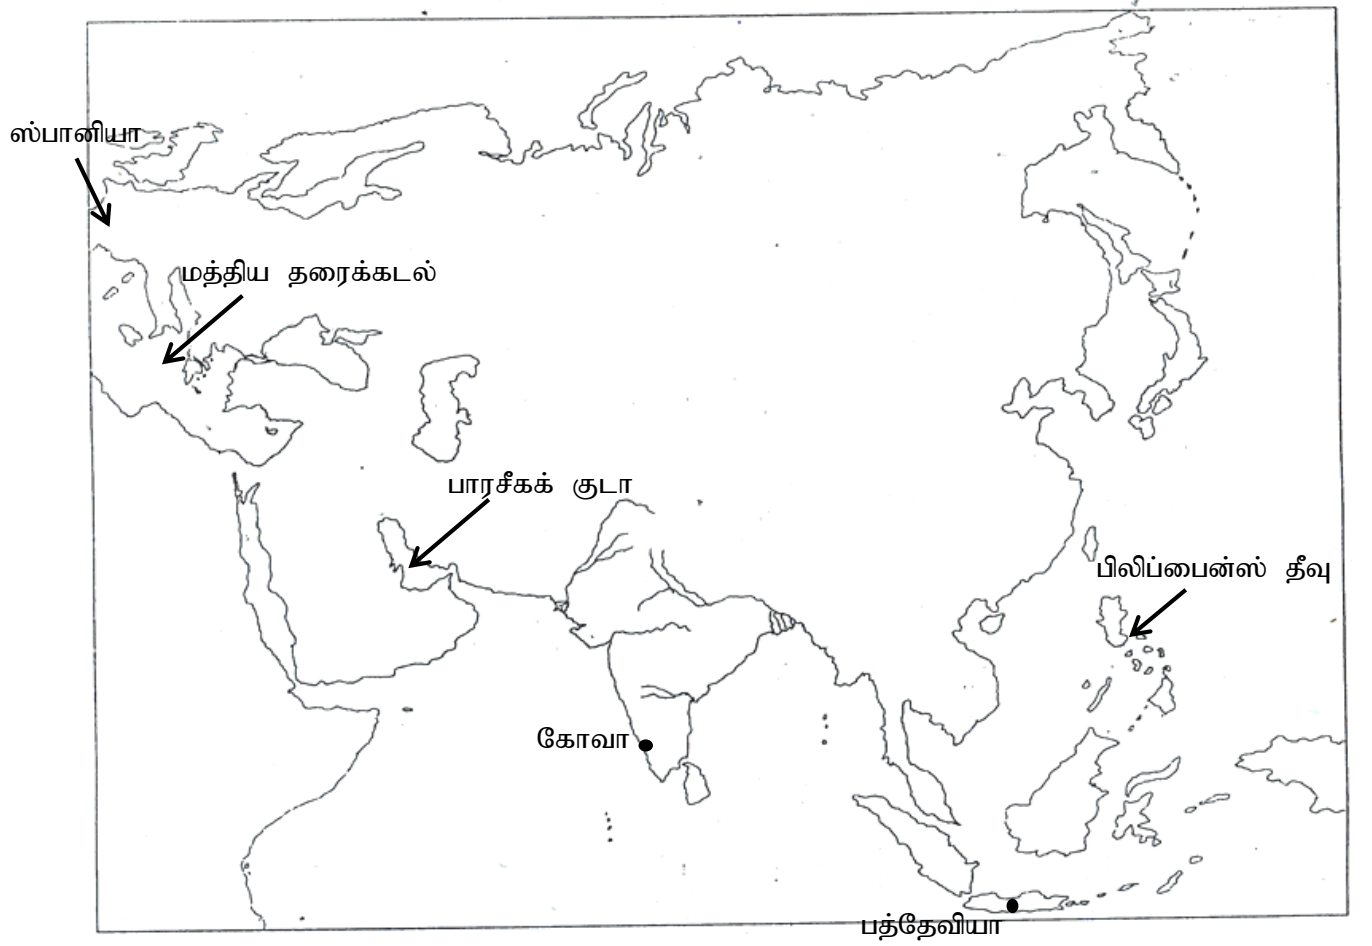 ஸ்பானியா
மத்திய தரைக்கடல்
பாரசீகக் குடா
பிலிப்பைன்ஸ் தீவு
கோவா
பத்தேவியா